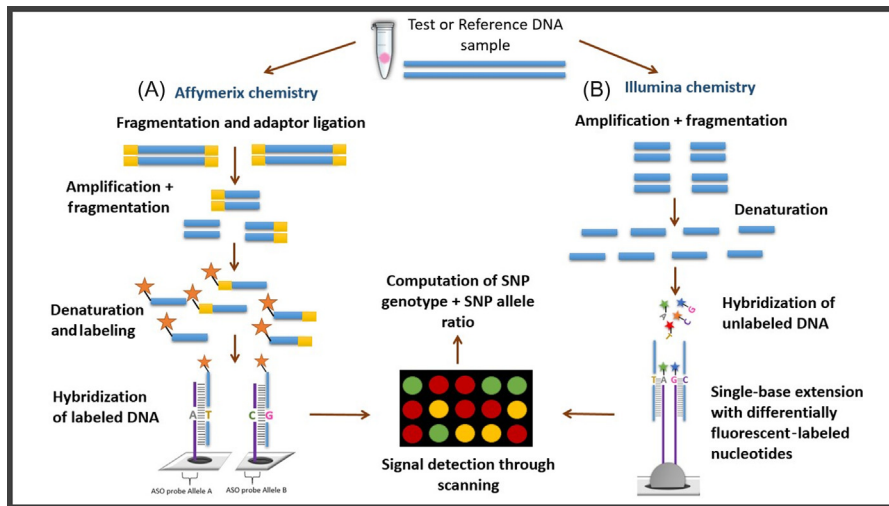 Test or Reference DNA
sample
(A) Affymerix chemistry
Fragmentation and adaptor ligation
Amplification +
fragmentation
Denaturation
and labeling
Hybridization
of labeled DNA
A T
C G
ASO probe Allele A
ASO probe Allele B
Computation of SNP
genotype + SNP allele
ratio
Signal detection through
scanning
(B) Illumina chemistry
Amplification + fragmentation
Denaturation
Hybridization of
unlabeled DNA
A G
T C
T A G C
Single-base extension
with differentially
fluorescent-labeled
nucleotides